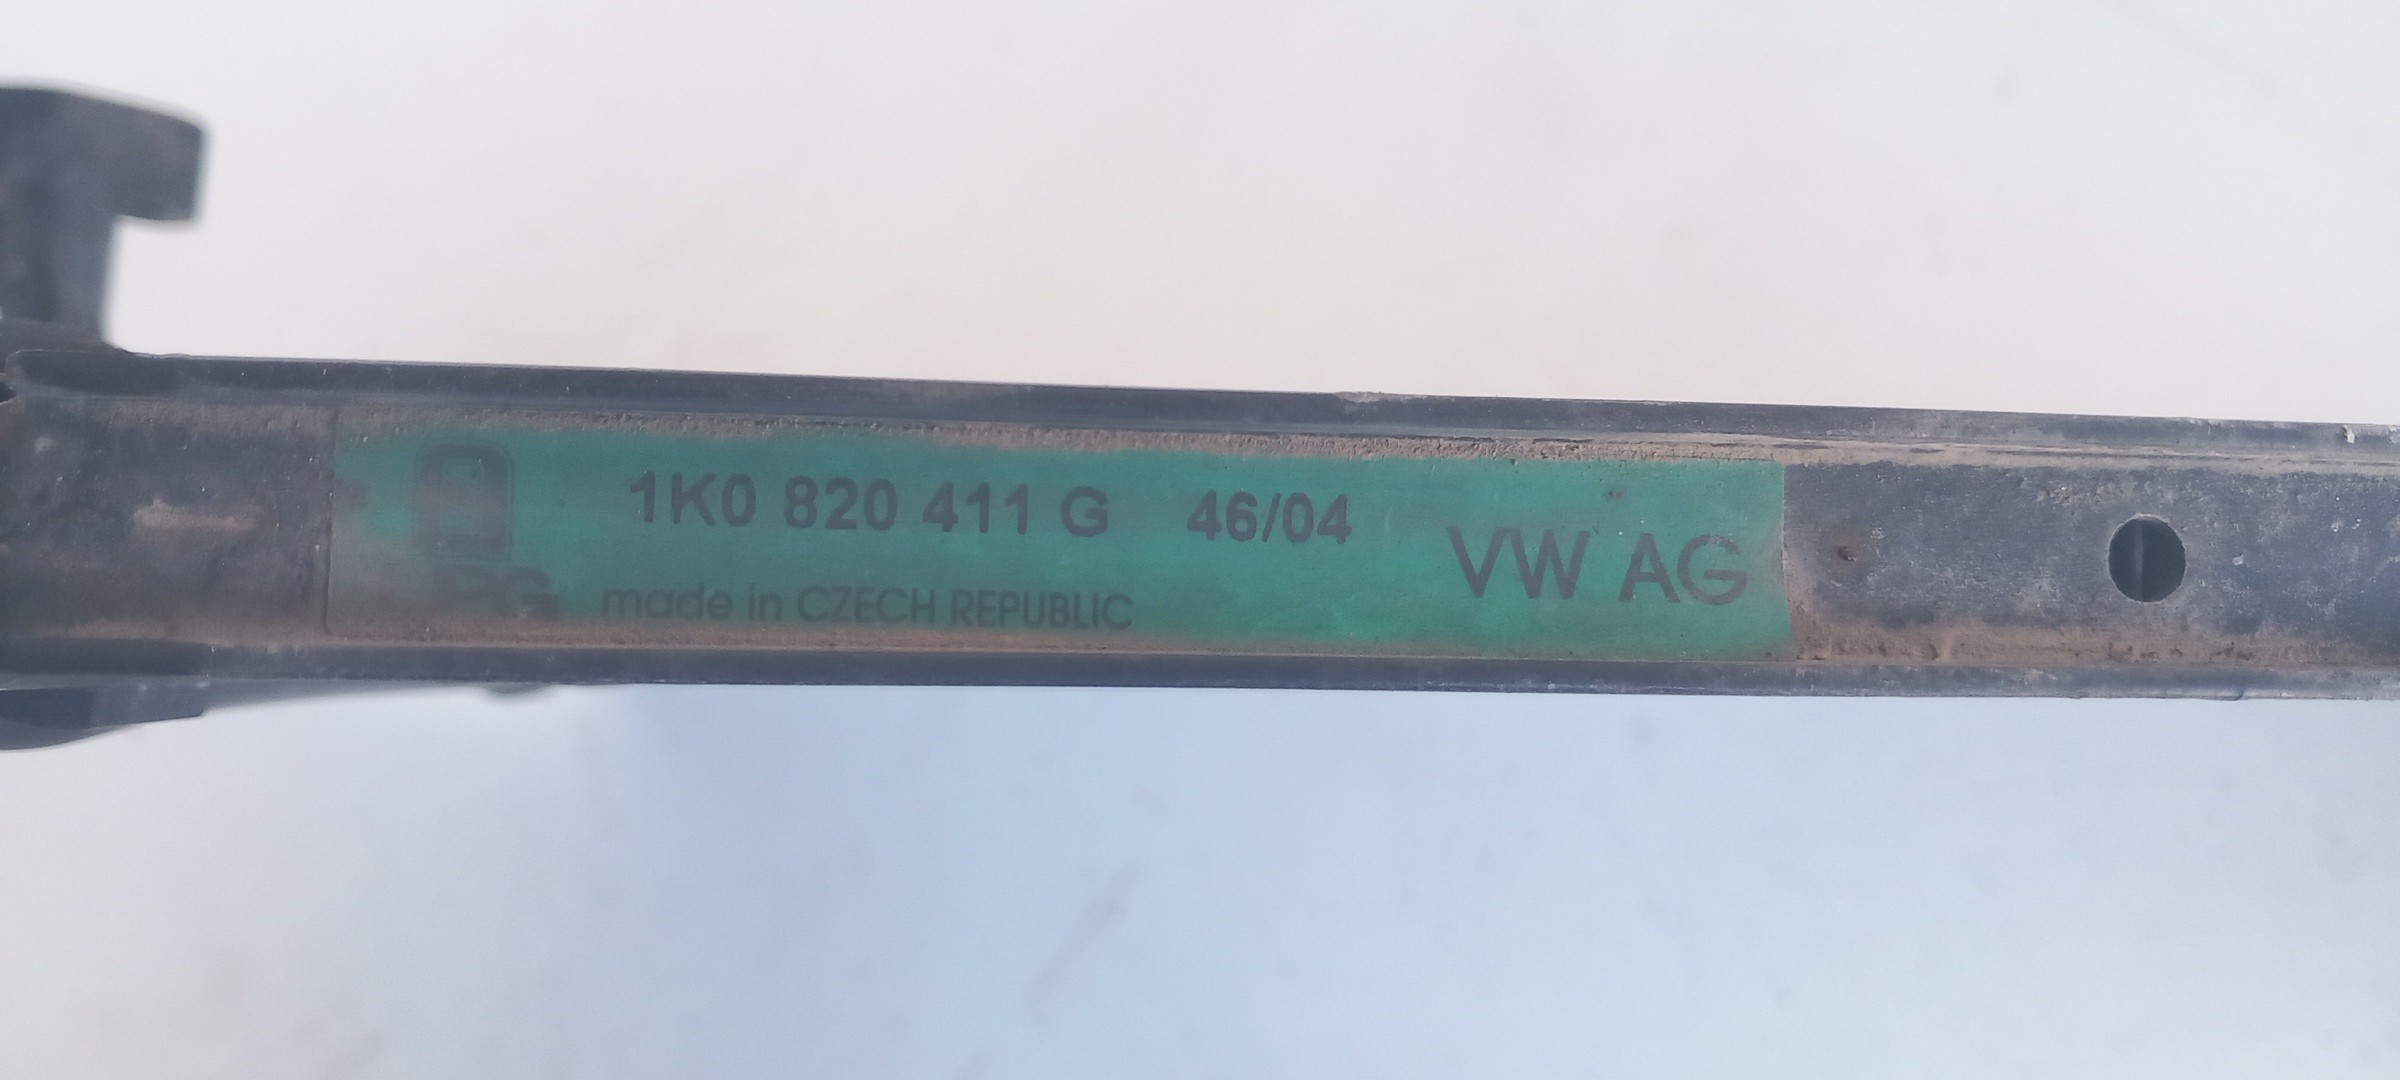 1K0 820 411 G 46/04
VW AG
made in CZECH REPUBLIC